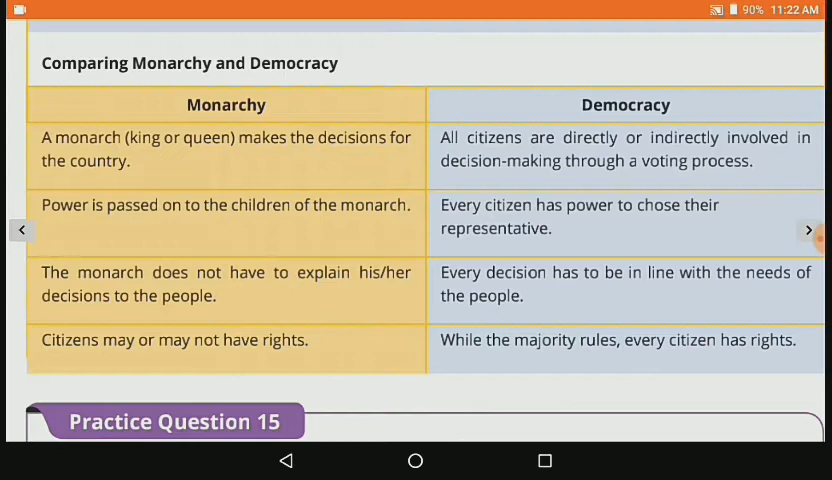 90% 11:22 AM
Comparing Monarchy and Democracy
Monarchy
Democracy
A monarch (king or queen) makes the decisions for
the country.
All citizens are directly or indirectly involved in
decision-making through a voting process.
Power is passed on to the children of the monarch.
Every citizen has power to chose their
representative.
The monarch does not have to explain his/her
decisions to the people.
Every decision has to be in line with the needs of
the people.
Citizens may or may not have rights.
While the majority rules, every citizen has rights.
Practice Question 15